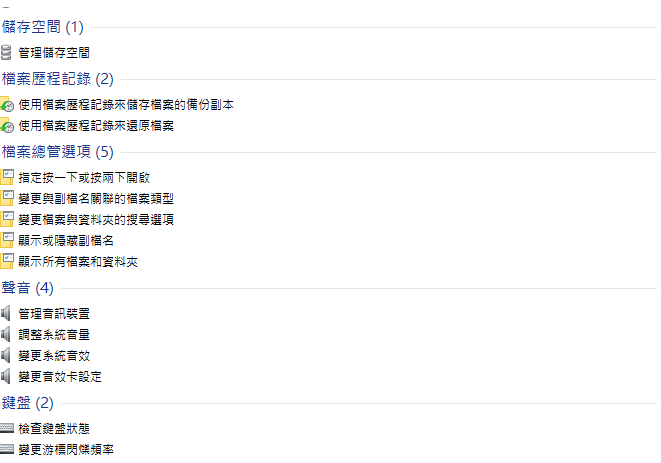 儲存空間 (1)
管理儲存空間
檔案歷程記錄 (2)
使用檔案歷程記錄來儲存檔案的備份副本
使用檔案歷程記錄來還原檔案
檔案總管選項 (5)
指定按一下或按兩下開啟
變更與副檔名關聯的檔案類型
變更檔案與資料夾的搜尋選項
顯示或隱藏副檔名
顯示所有檔案和資料夾
聲音 (4)
管理音訊裝置
調整系統音量
變更系統音效
變更音效卡設定
鍵盤 (2)
檢查鍵盤狀態
變更游標閃爍頻率